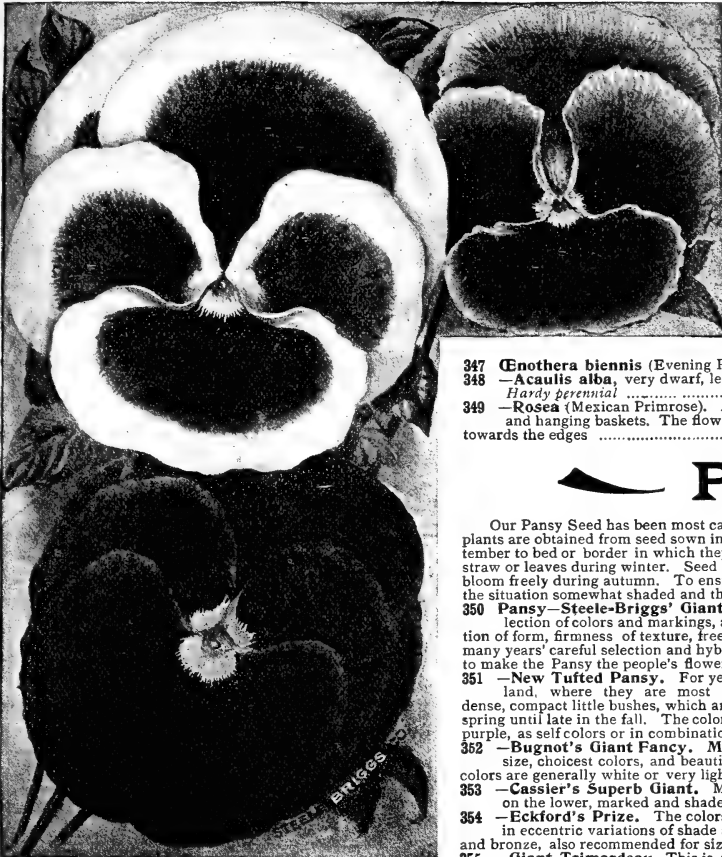 STEELE BRIGGS CO.
347 Œnothera biennis (Evening P
348 —Acaulis alba, very dwarf, le
Hardy perennial
349 —Rosea (Mexican Primrose).
and hanging baskets. The flow
towards the edges
P
Our Pansy Seed has been most ca
plants are obtained from seed sown in
tember to bed or border in which they
straw or leaves during winter. Seed
bloom freely during autumn. To ens
the situation somewhat shaded and th
350 Pansy—Steele-Briggs' Giant
lection of colors and markings, a
tion of form, firmness of texture, free
many years' careful selection and hyb
to make the Pansy the people's flower
351 —New Tufted Pansy. For ye
land, where they are most
dense, compact little bushes, which ar
spring until late in the fall. The color
purple, as self colors or in combinatio
352 —Bugnot's Giant Fancy. M
size, choicest colors, and beauti
colors are generally white or very ligh
353 —Cassier's Superb Giant. M
on the lower, marked and shade
354 —Eckford's Prize. The colors
in eccentric variations of shade
and bronze, also recommended for siz